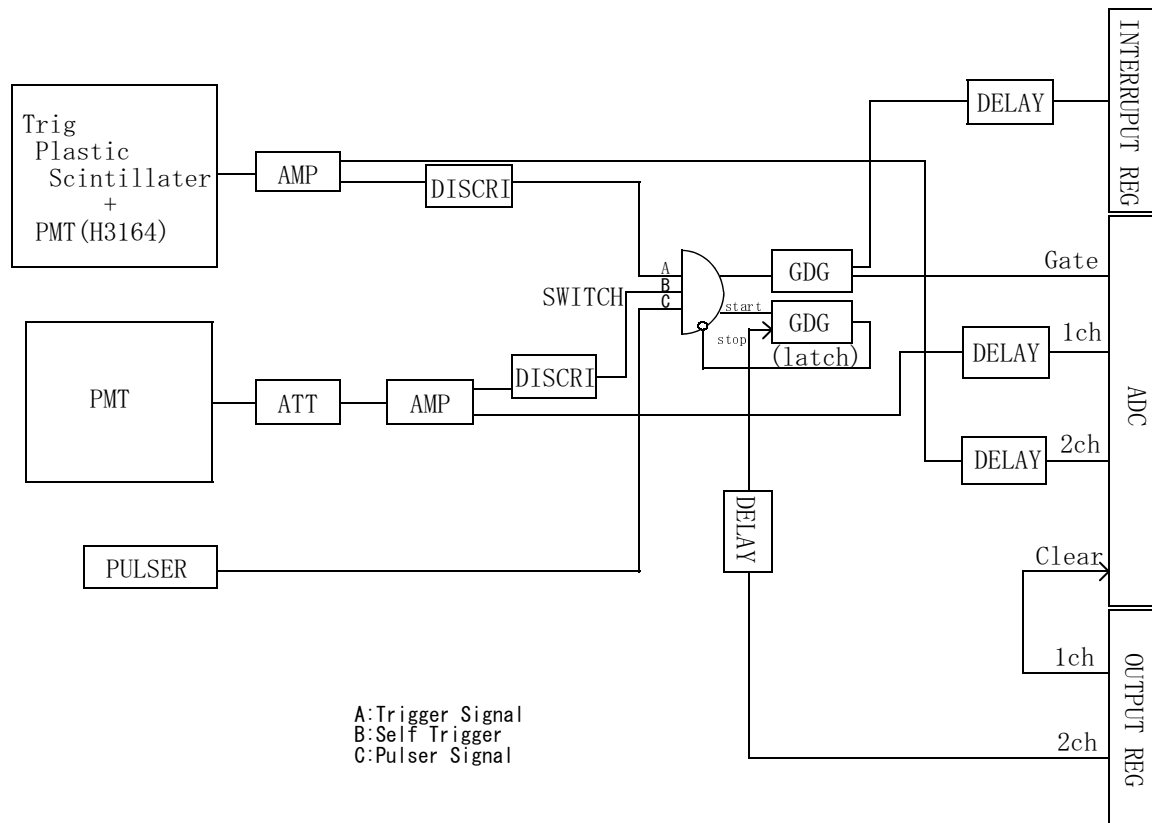 INTERRUPUT REG
DELAY
Trig
Plastic
Scintillater
+
PMT(H3164)
AMP
DISCRI
A
B
C
SWITCH
GDG
Gate
start
GDG
stop
(latch)
1ch
DELAY
ADC
PMT
ATT
AMP
DISCRI
2ch
DELAY
DELAY
PULSER
Clear
1ch
OUTPUT REG
2ch
A:Trigger Signal
B:Self Trigger
C:Pulser Signal